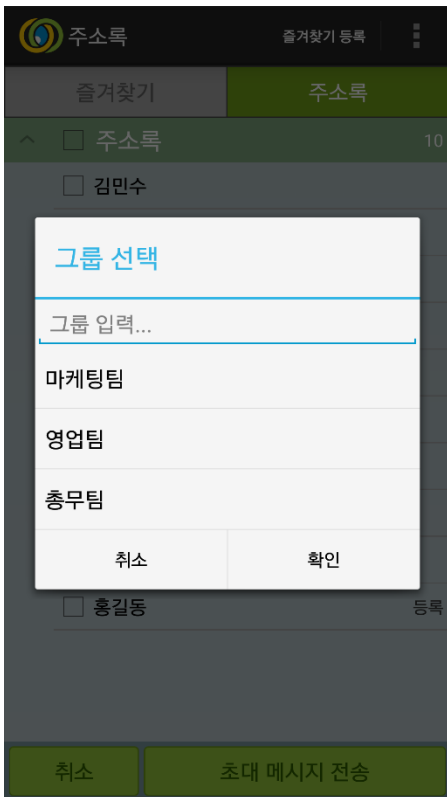 주소록 즐겨찾기 등록
즐겨찾기 주소록
주소록 10
김민수
그룹 선택
그룹 입력...
마케팅팀
영업팀
총무팀
취소 확인
홍길동 등록
취소 초대 메시지 전송